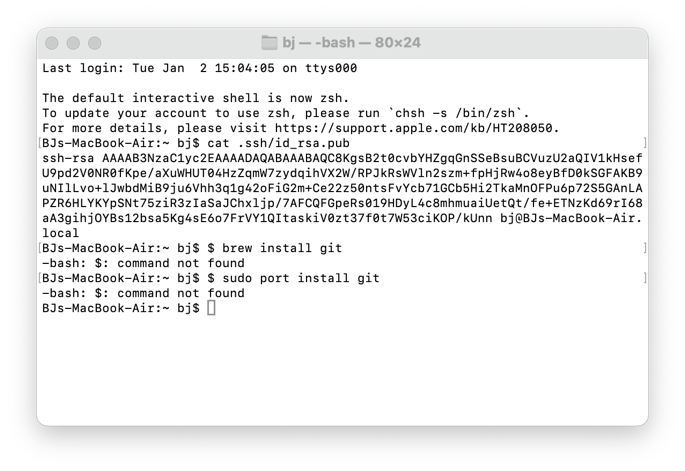 bj — -bash — 80×24
Last login: Tue Jan  2 15:04:05 on ttys000
The default interactive shell is now zsh.
To update your account to use zsh, please run `chsh -s /bin/zsh`.
For more details, please visit https://support.apple.com/kb/HT208050.
[BJs-MacBook-Air:~ bj$ cat .ssh/id_rsa.pub ]
ssh-rsa AAAAB3NzaC1yc2EAAAADAQABAAABAQC8KgsB2t0cvbYHZgqGnSSeBsuBCVuzU2aQIV1kHsef
U9pd2V0NR0fKpe/aXuWHUT04HzZqmW7zydqihVX2W/RPJkRsWVln2szm+fpHjRw4o8eyBfD0kSGFAKB9
uNIlLvo+lJwbdMiB9ju6Vhh3q1g42oFiG2m+Ce22z50ntsFvYcb71GCb5Hi2TkaMnOFPu6p72S5GAnLA
PZR6HLYKYpSNt75ziR3zIaSaJChxljp/7AFCQFGpeRs019HDyL4c8mhmuaiUetQt/fe+ETNzKd69rI68
aA3gihjOYBs12bsa5Kg4sE6o7FrVY1QItaskiV0zt37f0t7W53ciKOP/kUnn bj@BJs-MacBook-Air.
local
[BJs-MacBook-Air:~ bj$ $ brew install git ]
-bash: $: command not found
[BJs-MacBook-Air:~ bj$ $ sudo port install git ]
-bash: $: command not found
BJs-MacBook-Air:~ bj$